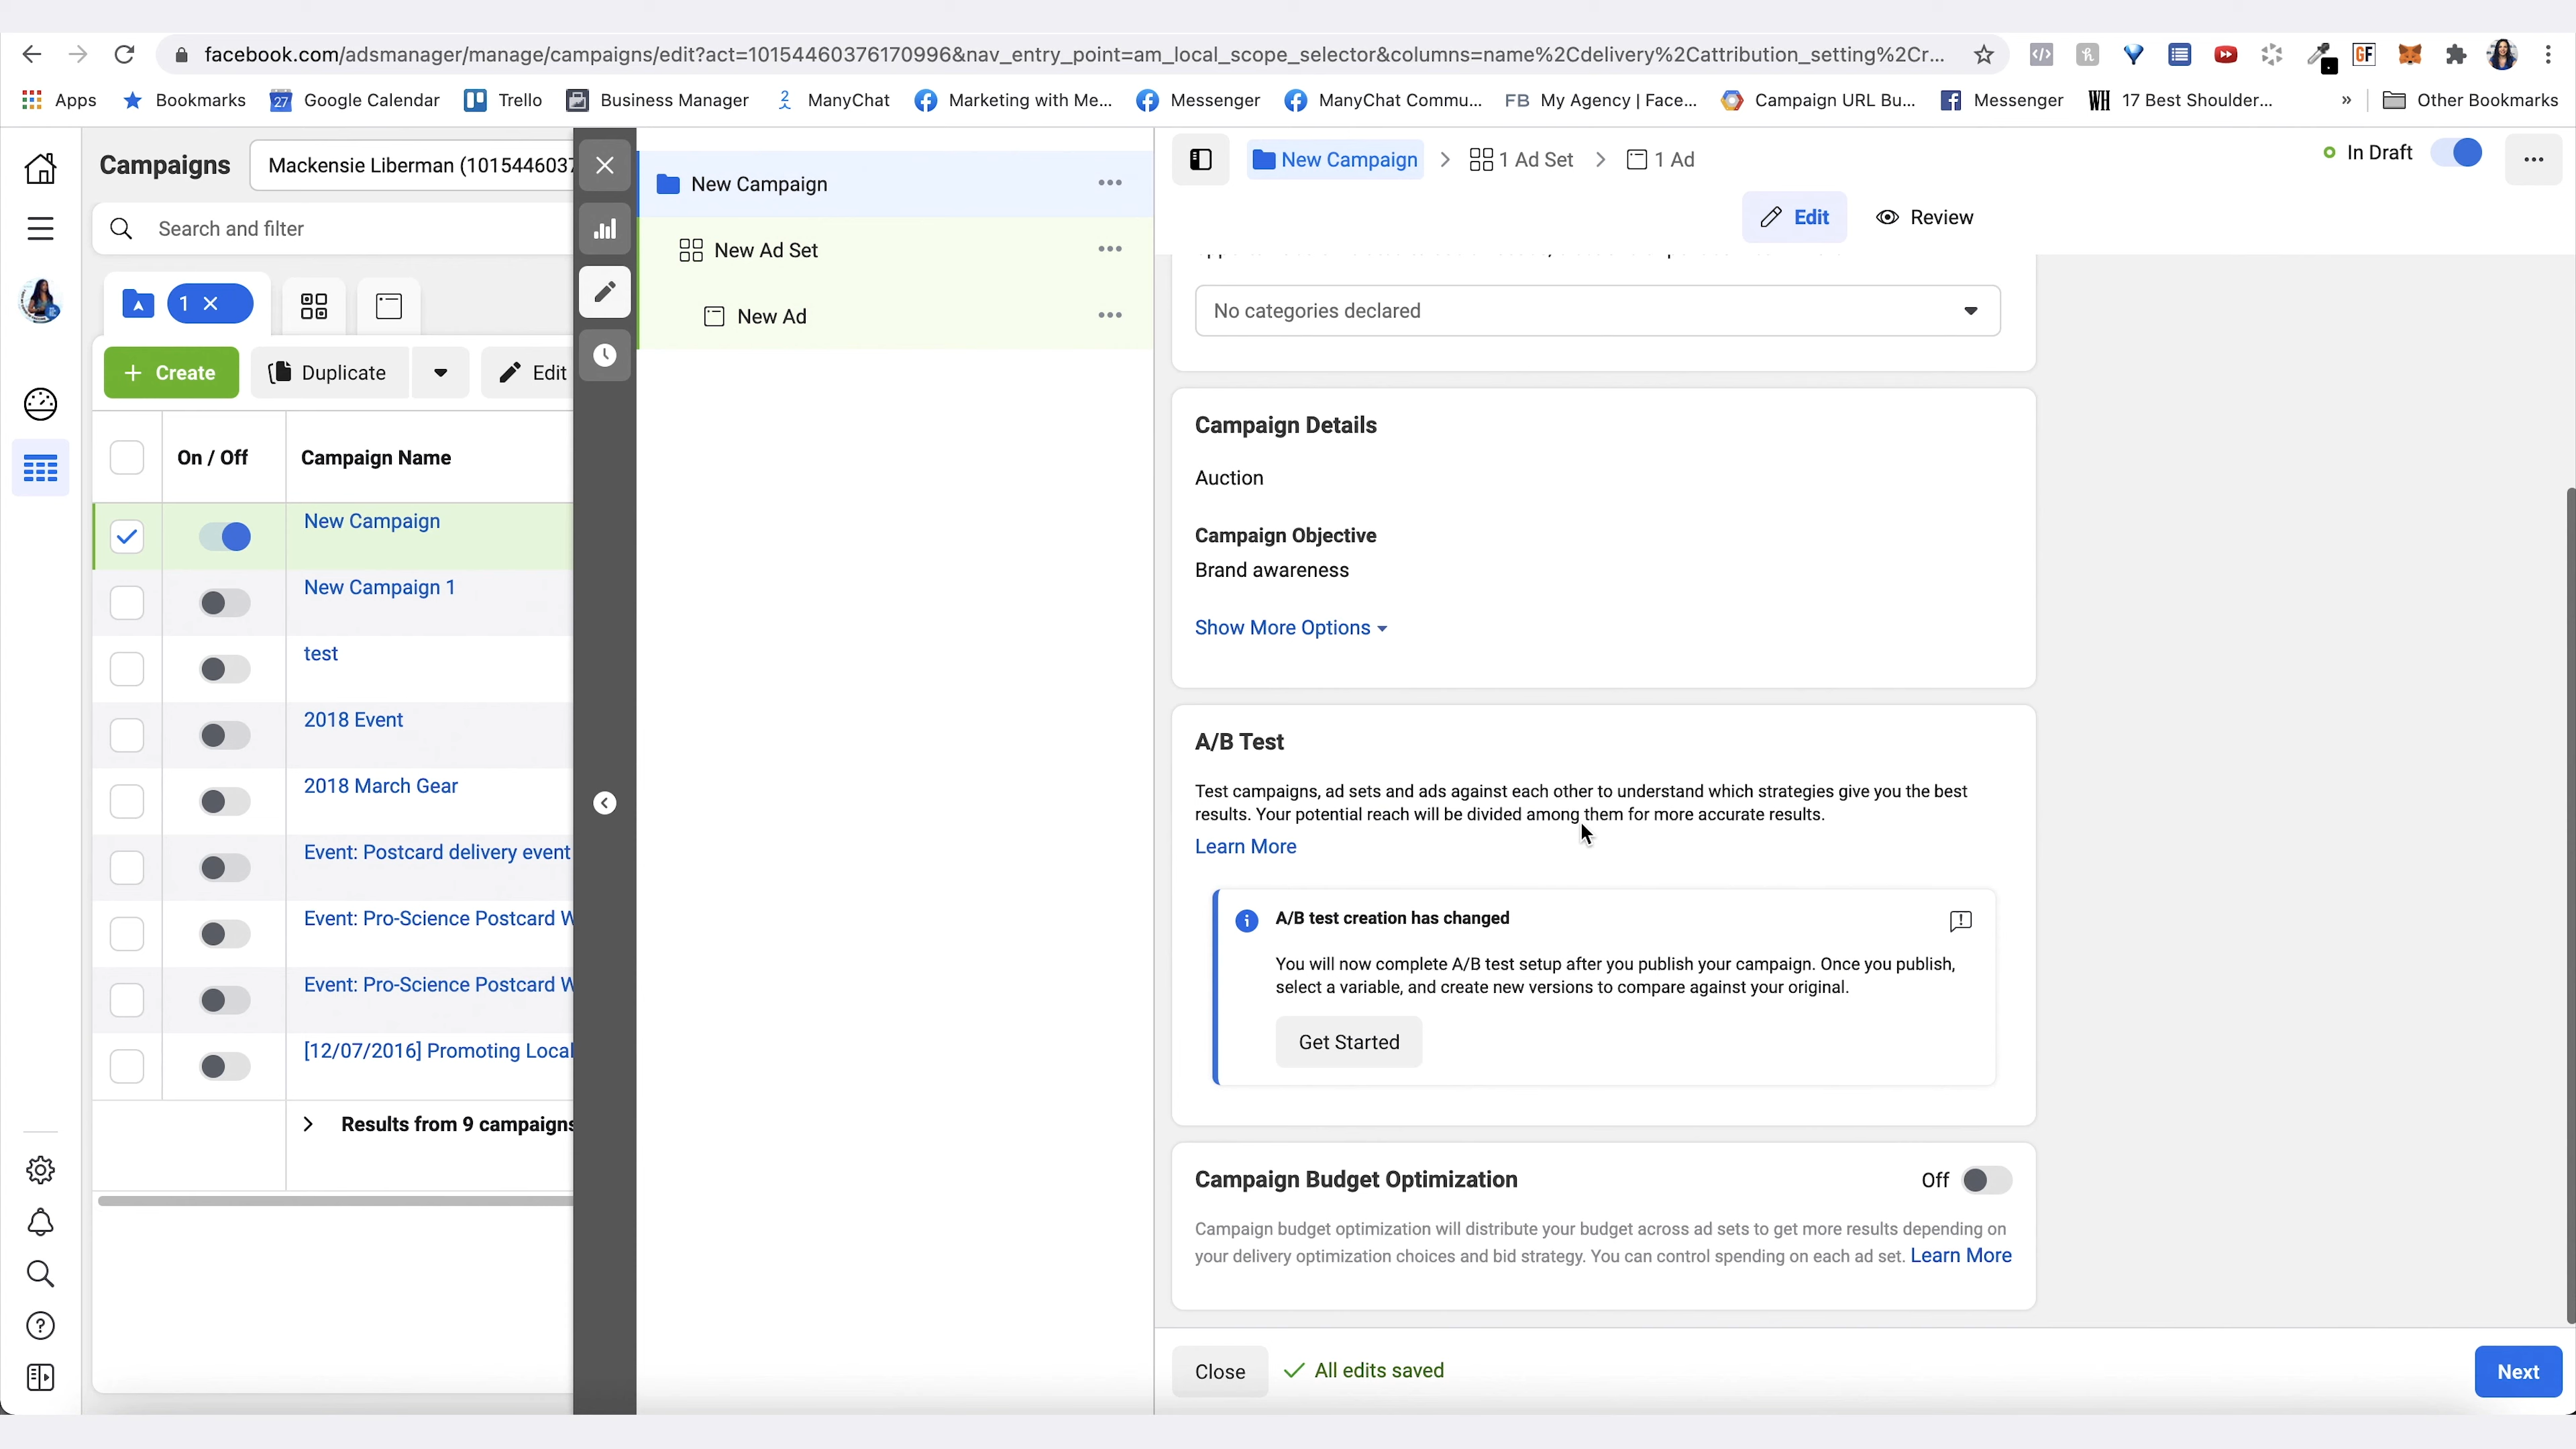 facebook.com/adsmanager/manage/campaigns/edit?act=10154460376170996&nav_entry_point=am_local_scope_selector&columns=name%2Cdelivery%2Cattribution_setting%2Cr...
Apps
Bookmarks
27 Google Calendar
Trello
Business Manager
2 ManyChat
Marketing with Me...
Messenger
ManyChat Commu...
FB My Agency | Face...
Campaign URL Bu...
Messenger
WH 17 Best Shoulder...
»
Other Bookmarks
GF
Campaigns
Mackensie Liberman (1015446037
Search and filter
1
Create
Duplicate
Edit
On / Off
Campaign Name
New Campaign
New Campaign 1
test
2018 Event
2018 March Gear
Event: Postcard delivery event
Event: Pro-Science Postcard W
Event: Pro-Science Postcard W
[12/07/2016] Promoting Local
Results from 9 campaigns
New Campaign
New Ad Set
New Ad
New Campaign > 1 Ad Set > 1 Ad
In Draft
Edit
Review
No categories declared
Campaign Details
Auction
Campaign Objective
Brand awareness
Show More Options
A/B Test
Test campaigns, ad sets and ads against each other to understand which strategies give you the best
results. Your potential reach will be divided among them for more accurate results.
Learn More
A/B test creation has changed
You will now complete A/B test setup after you publish your campaign. Once you publish,
select a variable, and create new versions to compare against your original.
Get Started
Campaign Budget Optimization
Off
Campaign budget optimization will distribute your budget across ad sets to get more results depending on
your delivery optimization choices and bid strategy. You can control spending on each ad set. Learn More
Close
All edits saved
Next